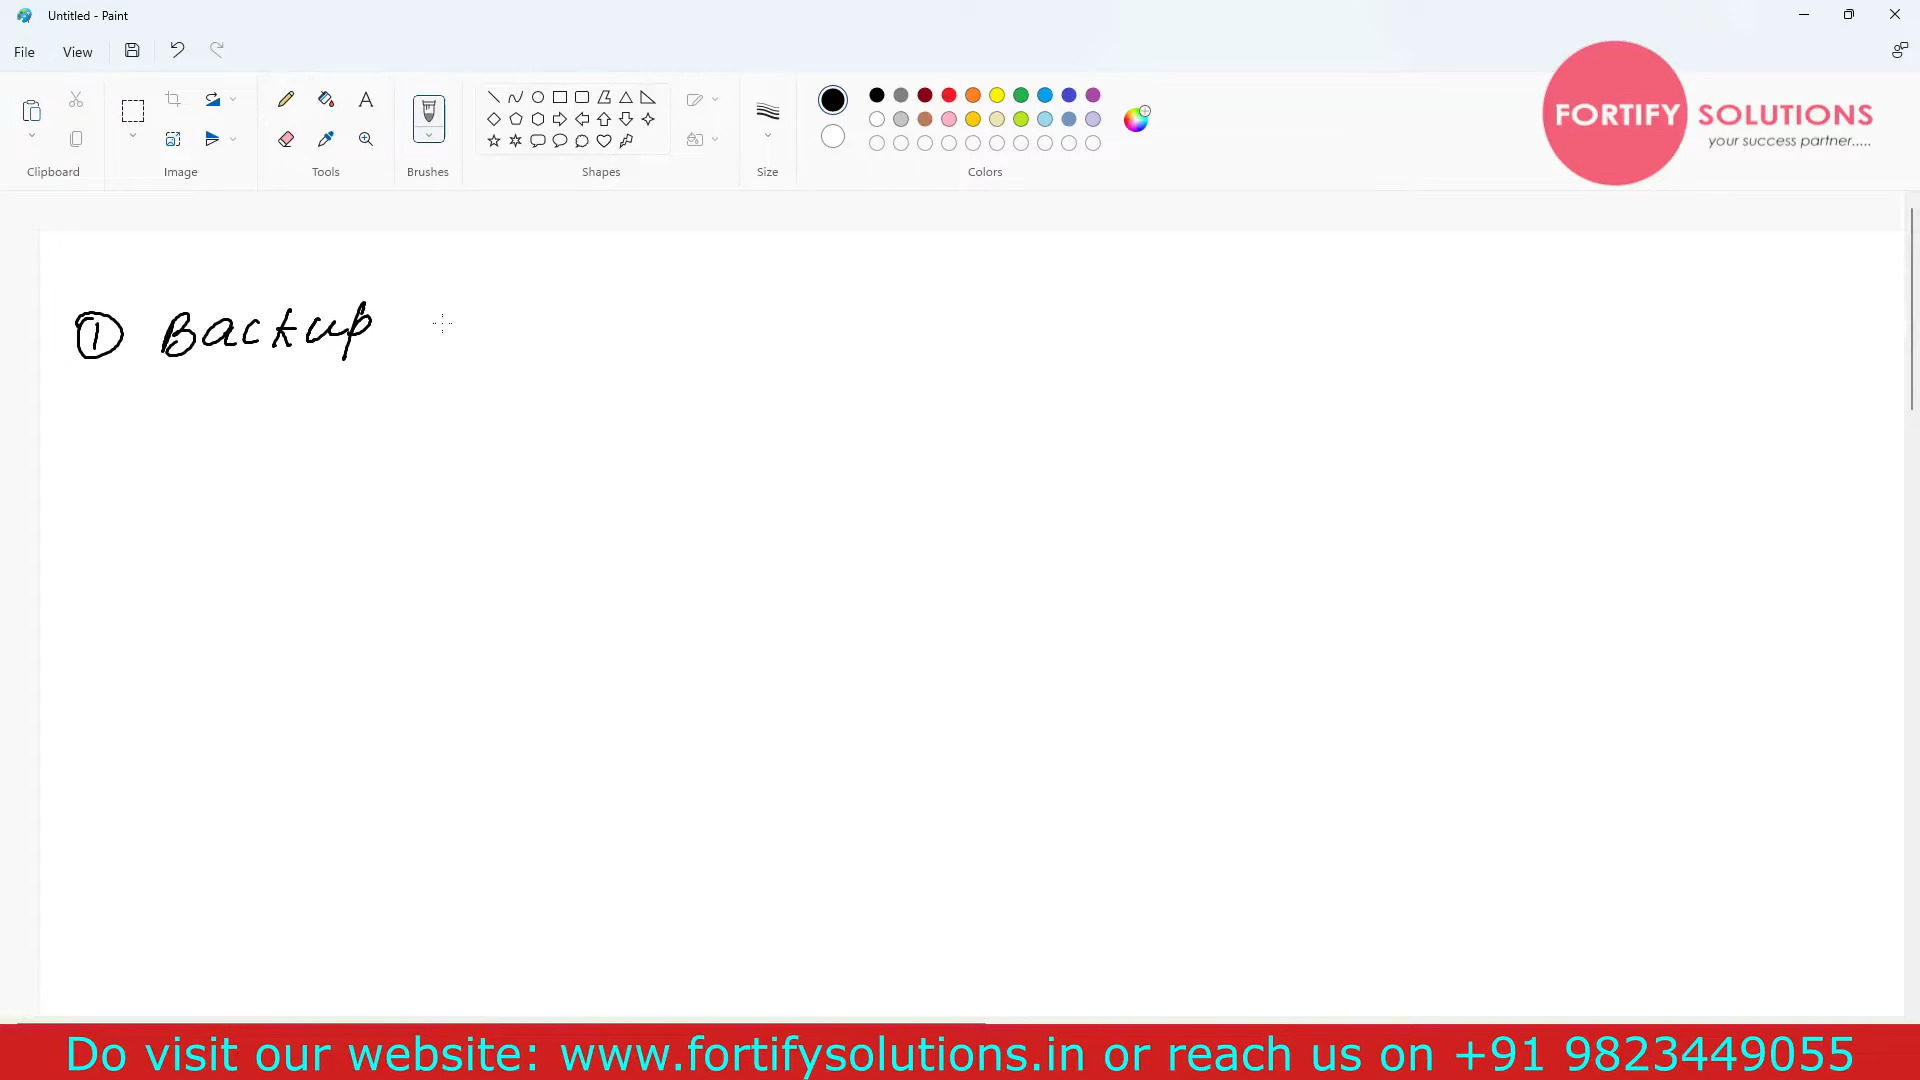 Untitled - Paint
File View
FORTIFY SOLUTIONS
your success partner.....
Clipboard Image Tools Brushes Shapes Size Colors
① Backup
Do visit our website: www.fortifysolutions.in or reach us on +91 9823449055